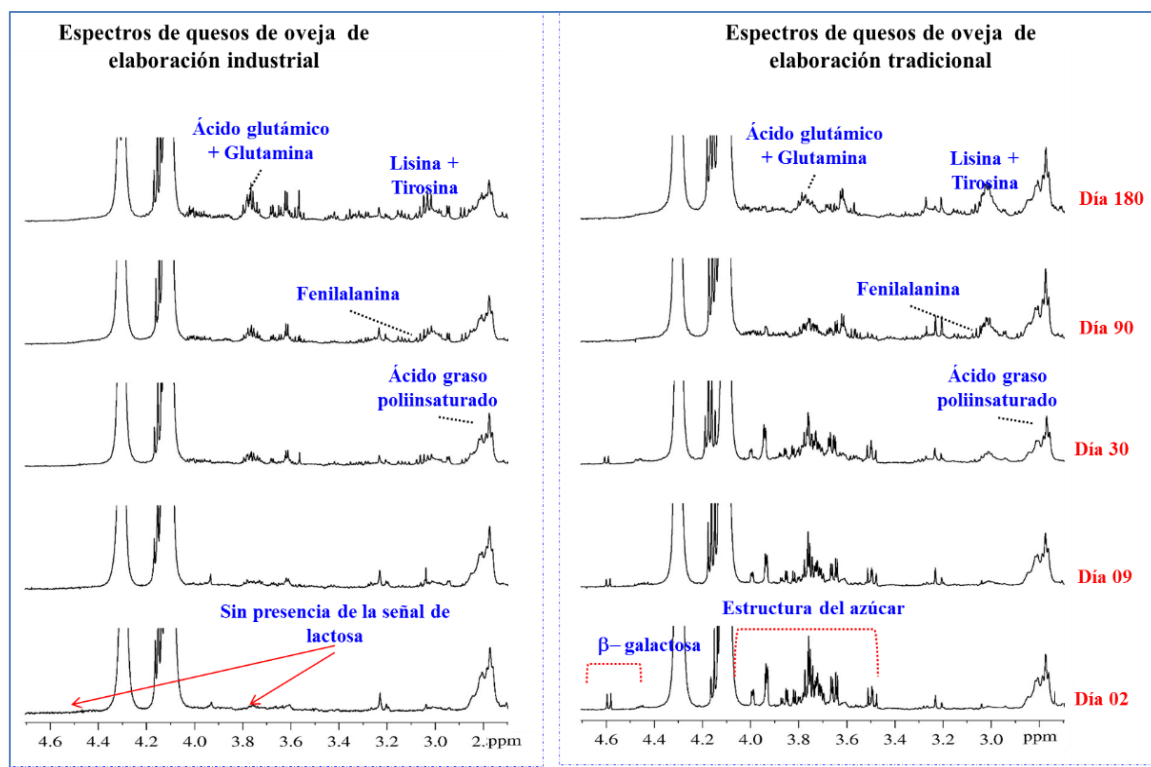 Espectros de quesos de oveja de
elaboración industrial
Ácido glutámico
+ Glutamina
Lisina +
Tirosina
Fenilalanina
Ácido graso
poliinsaturado
Sin presencia de la señal de
lactosa
4.6 4.4 4.2 4.0 3.8 3.6 3.4 3.2 3.0 2.ppm
Espectros de quesos de oveja de
elaboración tradicional
Ácido glutámico
+ Glutamina
Lisina +
Tirosina
Día 180
Fenilalanina
Día 90
Ácido graso
poliinsaturado
Día 30
Día 09
Estructura del azúcar
β– galactosa
Día 02
4.6 4.4 4.2 4.0 3.8 3.6 3.4 3.2 3.0 ppm